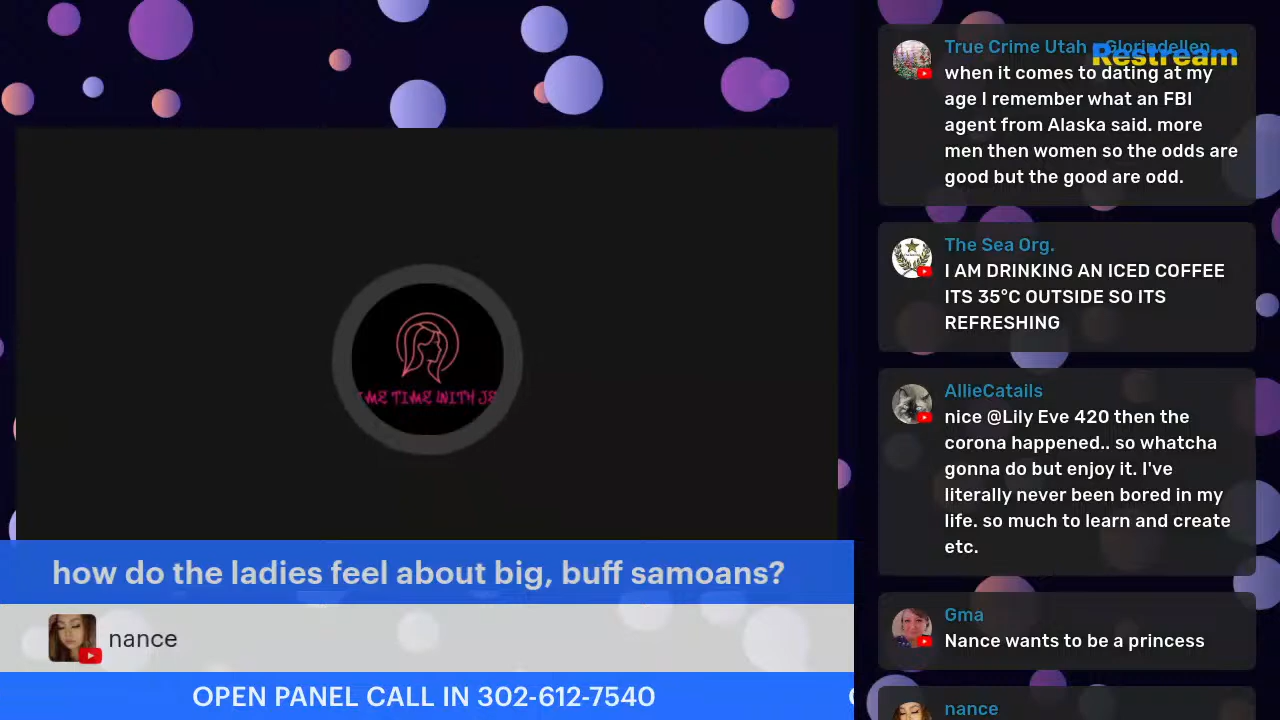 True Crime Utah - Glorindellen
Restream
when it comes to dating at my
age I remember what an FBI
agent from Alaska said. more
men then women so the odds are
good but the good are odd.
The Sea Org.
I AM DRINKING AN ICED COFFEE
ITS 35°C OUTSIDE SO ITS
REFRESHING
AllieCatails
nice @Lily Eve 420 then the
corona happened.. so whatcha
gonna do but enjoy it. I've
literally never been bored in my
life. so much to learn and create
etc.
Gma
Nance wants to be a princess
nance
TIME WITH
how do the ladies feel about big, buff samoans?
nance
OPEN PANEL CALL IN 302-612-7540